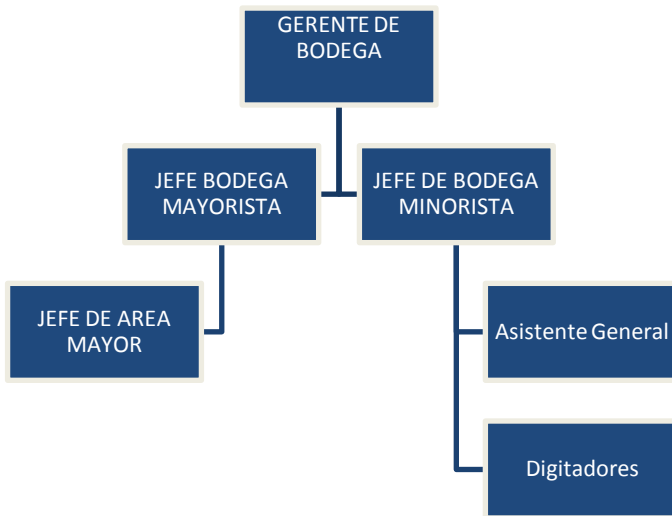 GERENTE DE
BODEGA
JEFE BODEGA
MAYORISTA
JEFE DE BODEGA
MINORISTA
JEFE DE AREA
MAYOR
Asistente General
Digitadores